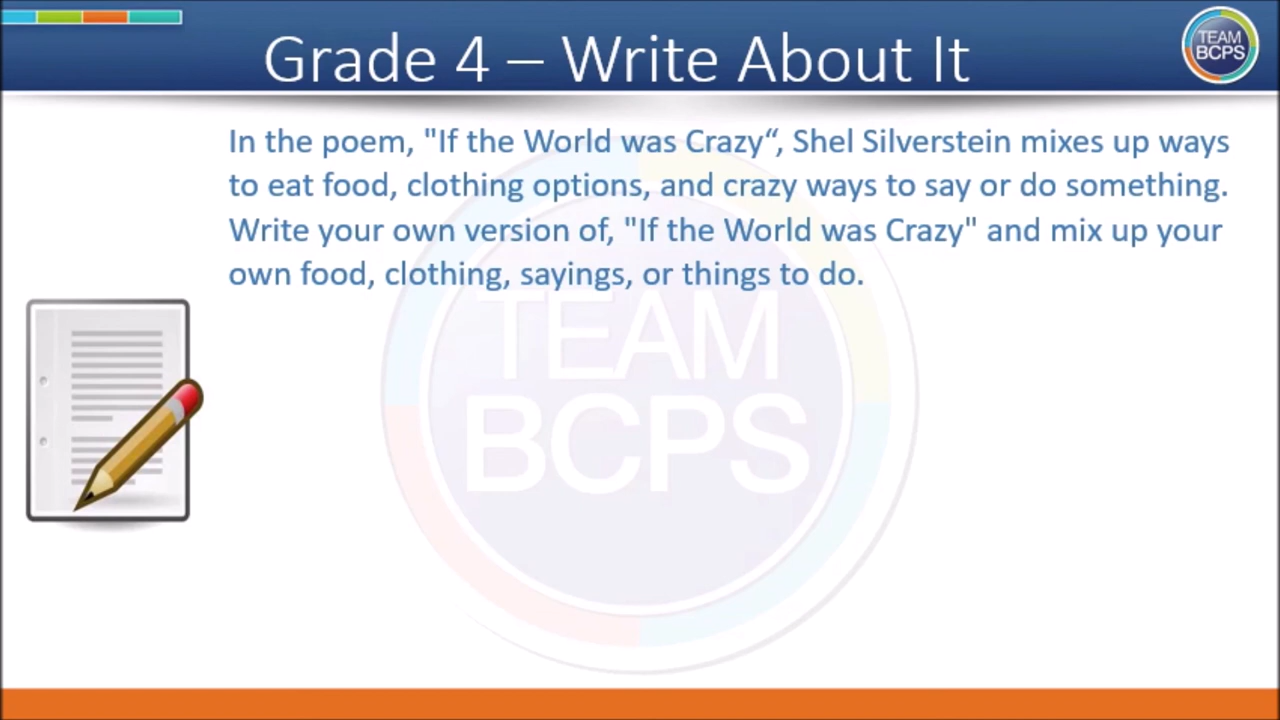 Grade 4 – Write About It
TEAM
BCPS
In the poem, "If the World was Crazy“, Shel Silverstein mixes up ways
to eat food, clothing options, and crazy ways to say or do something.
Write your own version of, "If the World was Crazy" and mix up your
own food, clothing, sayings, or things to do.
TEAM
BCPS